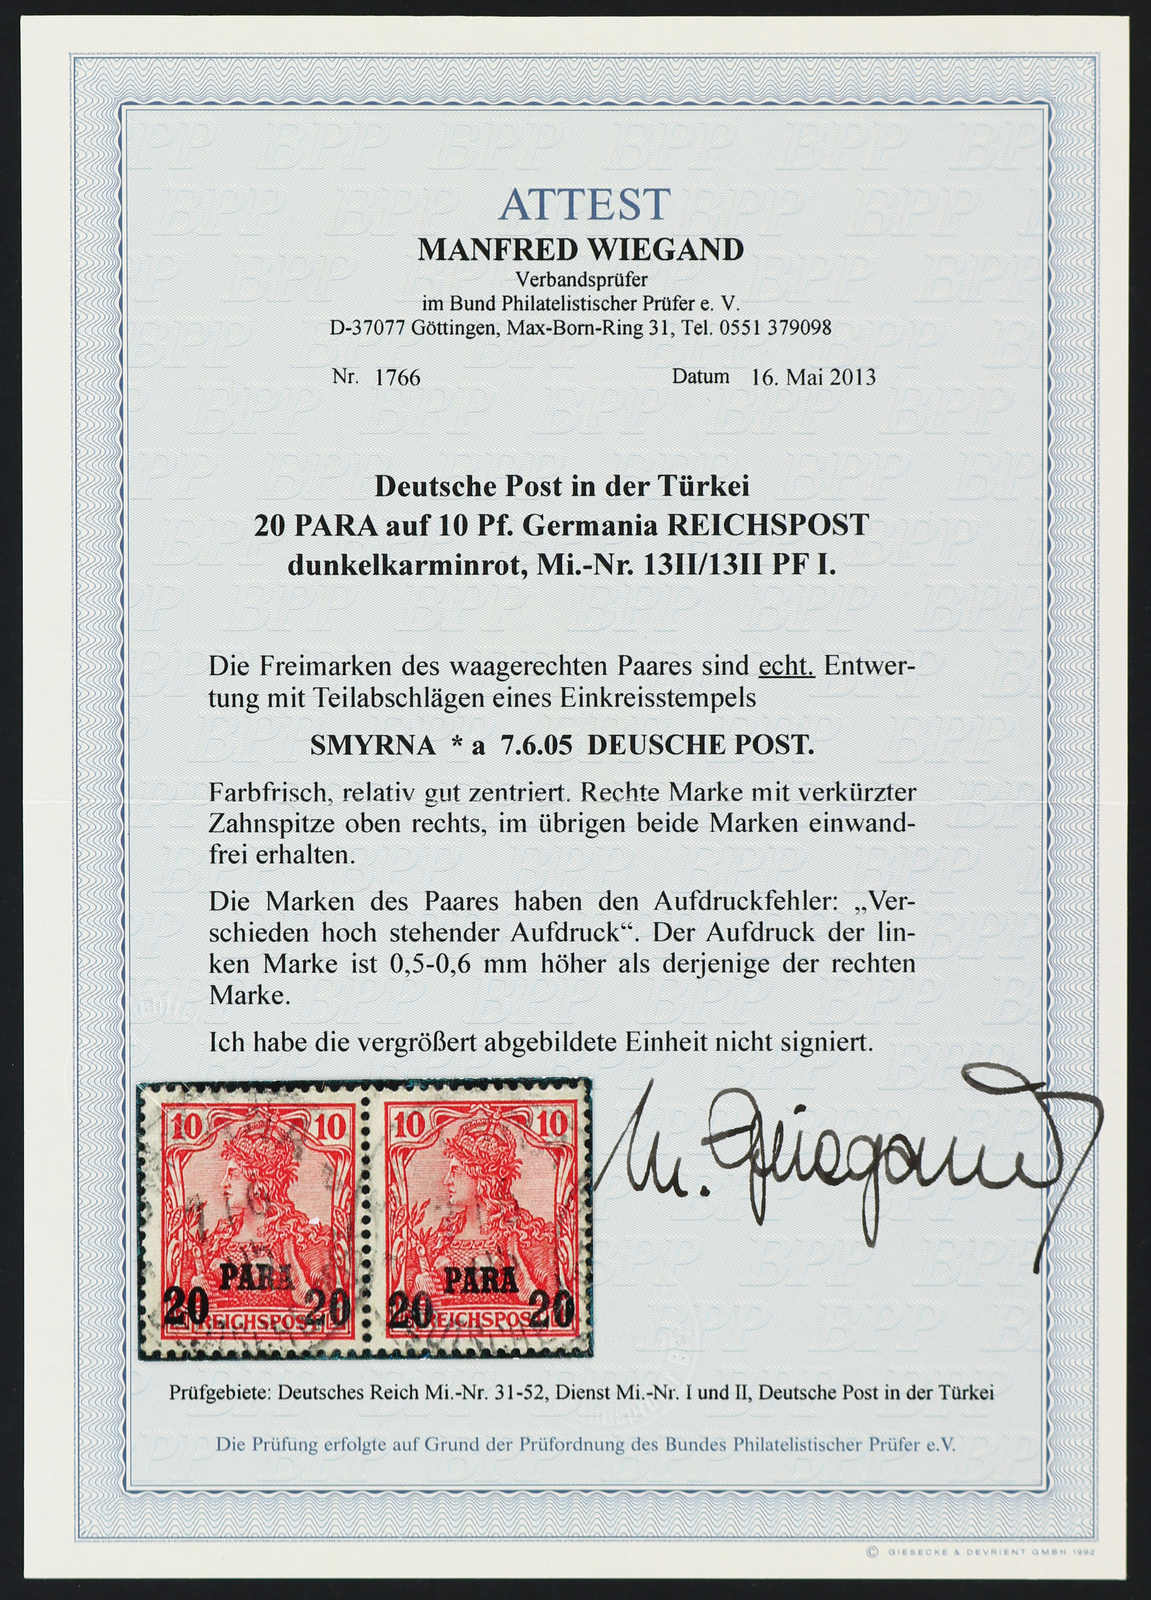 ATTEST
MANFRED WIEGAND
Verbandsprüfer
im Bund Philatelistischer Prüfer e. V.
D-37077 Göttingen, Max-Born-Ring 31, Tel. 0551 379098
Nr. 1766 Datum 16. Mai 2013
Deutsche Post in der Türkei
20 PARA auf 10 Pf. Germania REICHSPOST
dunkelkarminrot, Mi.-Nr. 13II/13II PF I.
Die Freimarken des waagerechten Paares sind echt. Entwer-
tung mit Teilabschlägen eines Einkreisstempels
SMYRNA * a 7.6.05 DEUSCHE POST.
Farbfrisch, relativ gut zentriert. Rechte Marke mit verkürzter
Zahnspitze oben rechts, im übrigen beide Marken einwand-
frei erhalten.
Die Marken des Paares haben den Aufdruckfehler: „Ver-
schieden hoch stehender Aufdruck“. Der Aufdruck der lin-
ken Marke ist 0,5-0,6 mm höher als derjenige der rechten
Marke.
Ich habe die vergrößert abgebildete Einheit nicht signiert.
10 10 10 10
M. Wiegand
PARA PARA
20 20 20 20
REICHSPOST REICHSPOST
Prüfgebiete: Deutsches Reich Mi.-Nr. 31-52, Dienst Mi.-Nr. I und II, Deutsche Post in der Türkei
Die Prüfung erfolgte auf Grund der Prüfordnung des Bundes Philatelistischer Prüfer e.V.
© GIESECKE & DEVRIENT GMBH 1992